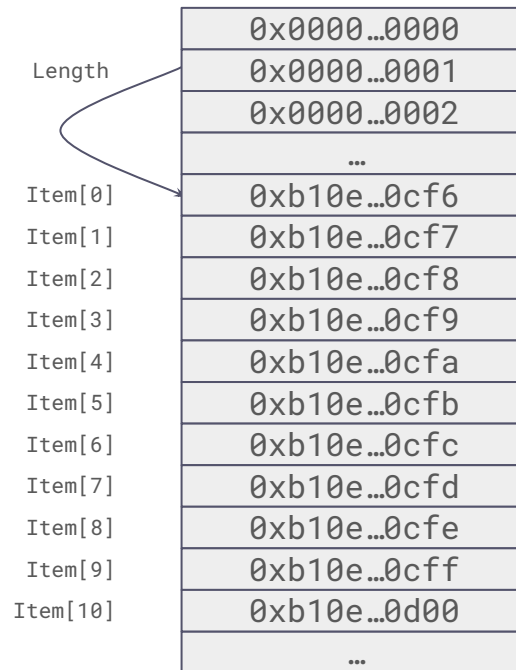 0x0000…0000
Length 0x0000…0001
0x0000…0002
…
Item[0] 0xb10e…0cf6
Item[1] 0xb10e…0cf7
Item[2] 0xb10e…0cf8
Item[3] 0xb10e…0cf9
Item[4] 0xb10e…0cfa
Item[5] 0xb10e…0cfb
Item[6] 0xb10e…0cfc
Item[7] 0xb10e…0cfd
Item[8] 0xb10e…0cfe
Item[9] 0xb10e…0cff
Item[10] 0xb10e…0d00
…